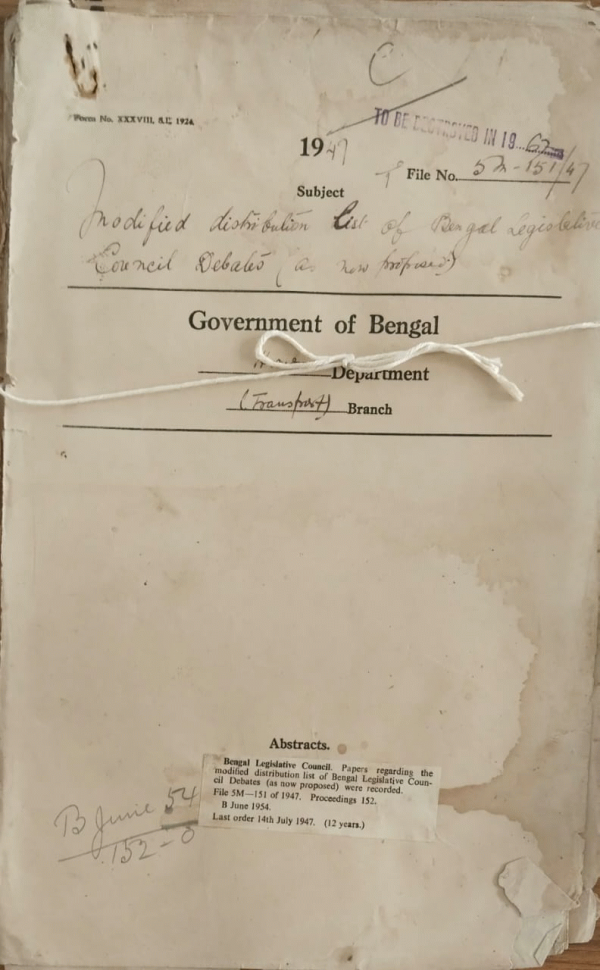 C
Form No. XXXVIII, S.L. 1924.
TO BE DESTROYED IN 19 62
1947
File No. 5M-151/47
Subject
Modified distribution List of Bengal Legislative
Council Debates (as now proposed)
Government of Bengal
Department
(Transport) Branch
Abstracts.
Bengal Legislative Council. Papers regarding the
modified distribution list of Bengal Legislative Coun-
cil Debates (as now proposed) were recorded.
File 5M—151 of 1947. Proceedings 152.
B June 1954.
Last order 14th July 1947. (12 years.)
B June 54
152-